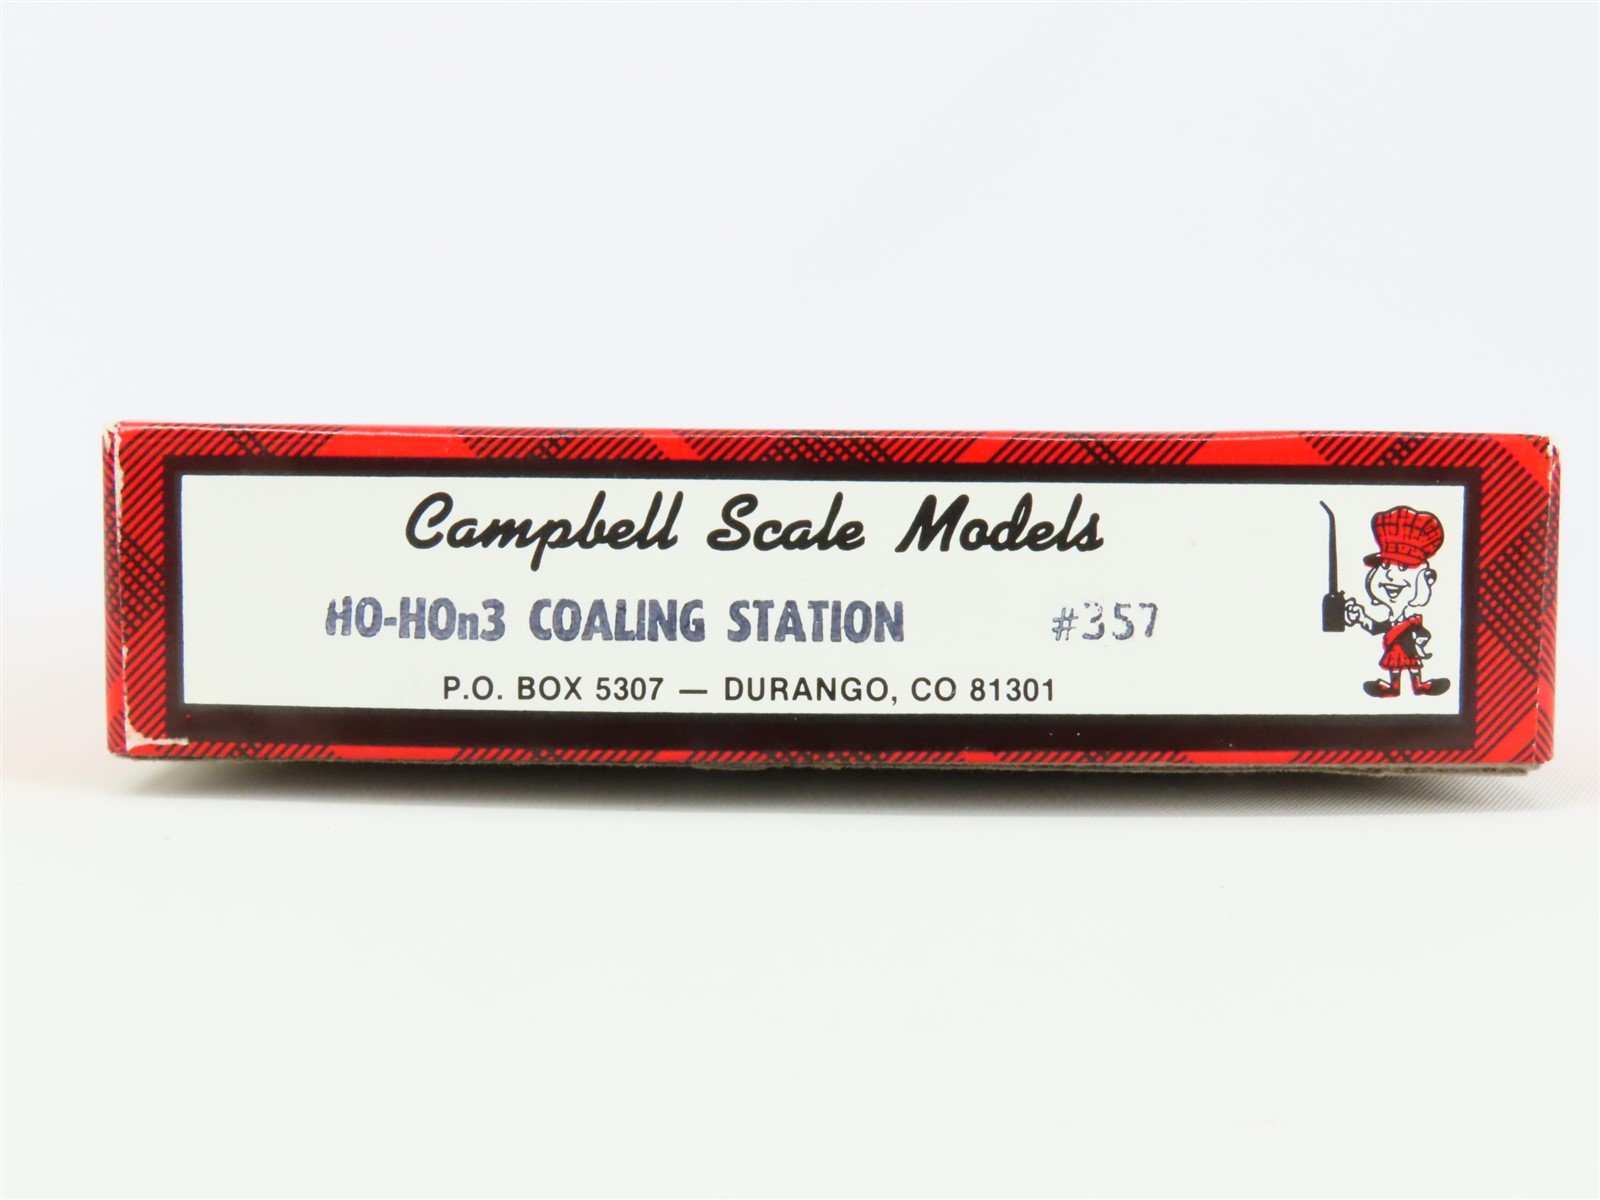 Campbell Scale Models
HO-HOn3 COALING STATION #357
P.O. BOX 5307 — DURANGO, CO 81301